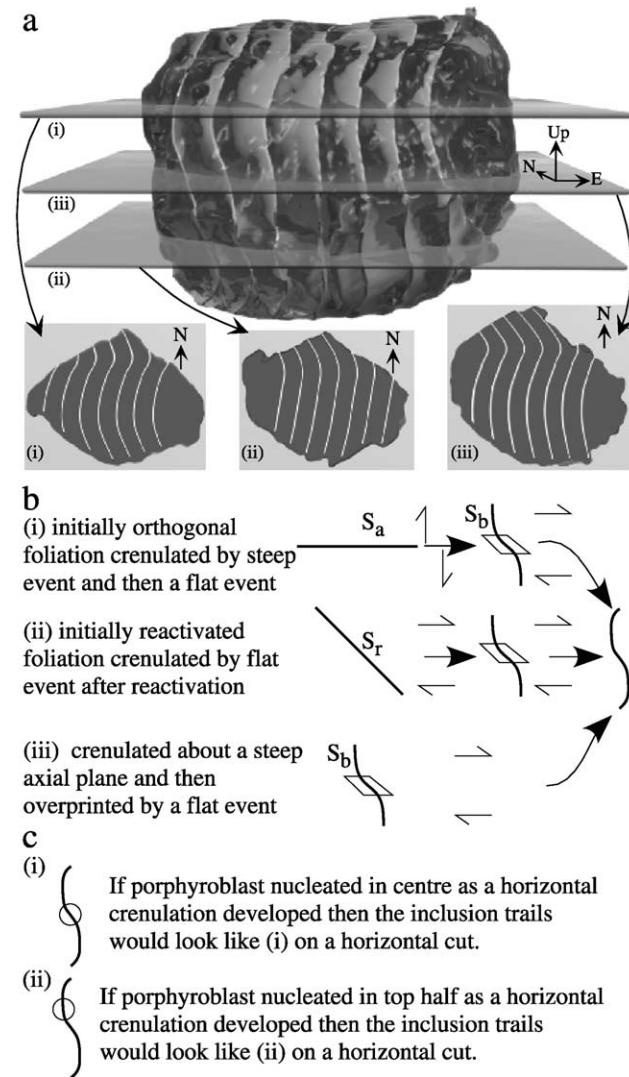 a
(i)
Up
N
E
(iii)
(ii)
N
(i)
N
(ii)
N
(iii)
b
(i) initially orthogonal
foliation crenulated by steep
event and then a flat event
Sa
Sb
(ii) initially reactivated
foliation crenulated by flat
event after reactivation
Sr
(iii) crenulated about a steep
axial plane and then
overprinted by a flat event
Sb
c
(i)
If porphyroblast nucleated in centre as a horizontal
crenulation developed then the inclusion trails
would look like (i) on a horizontal cut.
(ii)
If porphyroblast nucleated in top half as a horizontal
crenulation developed then the inclusion trails
would look like (ii) on a horizontal cut.